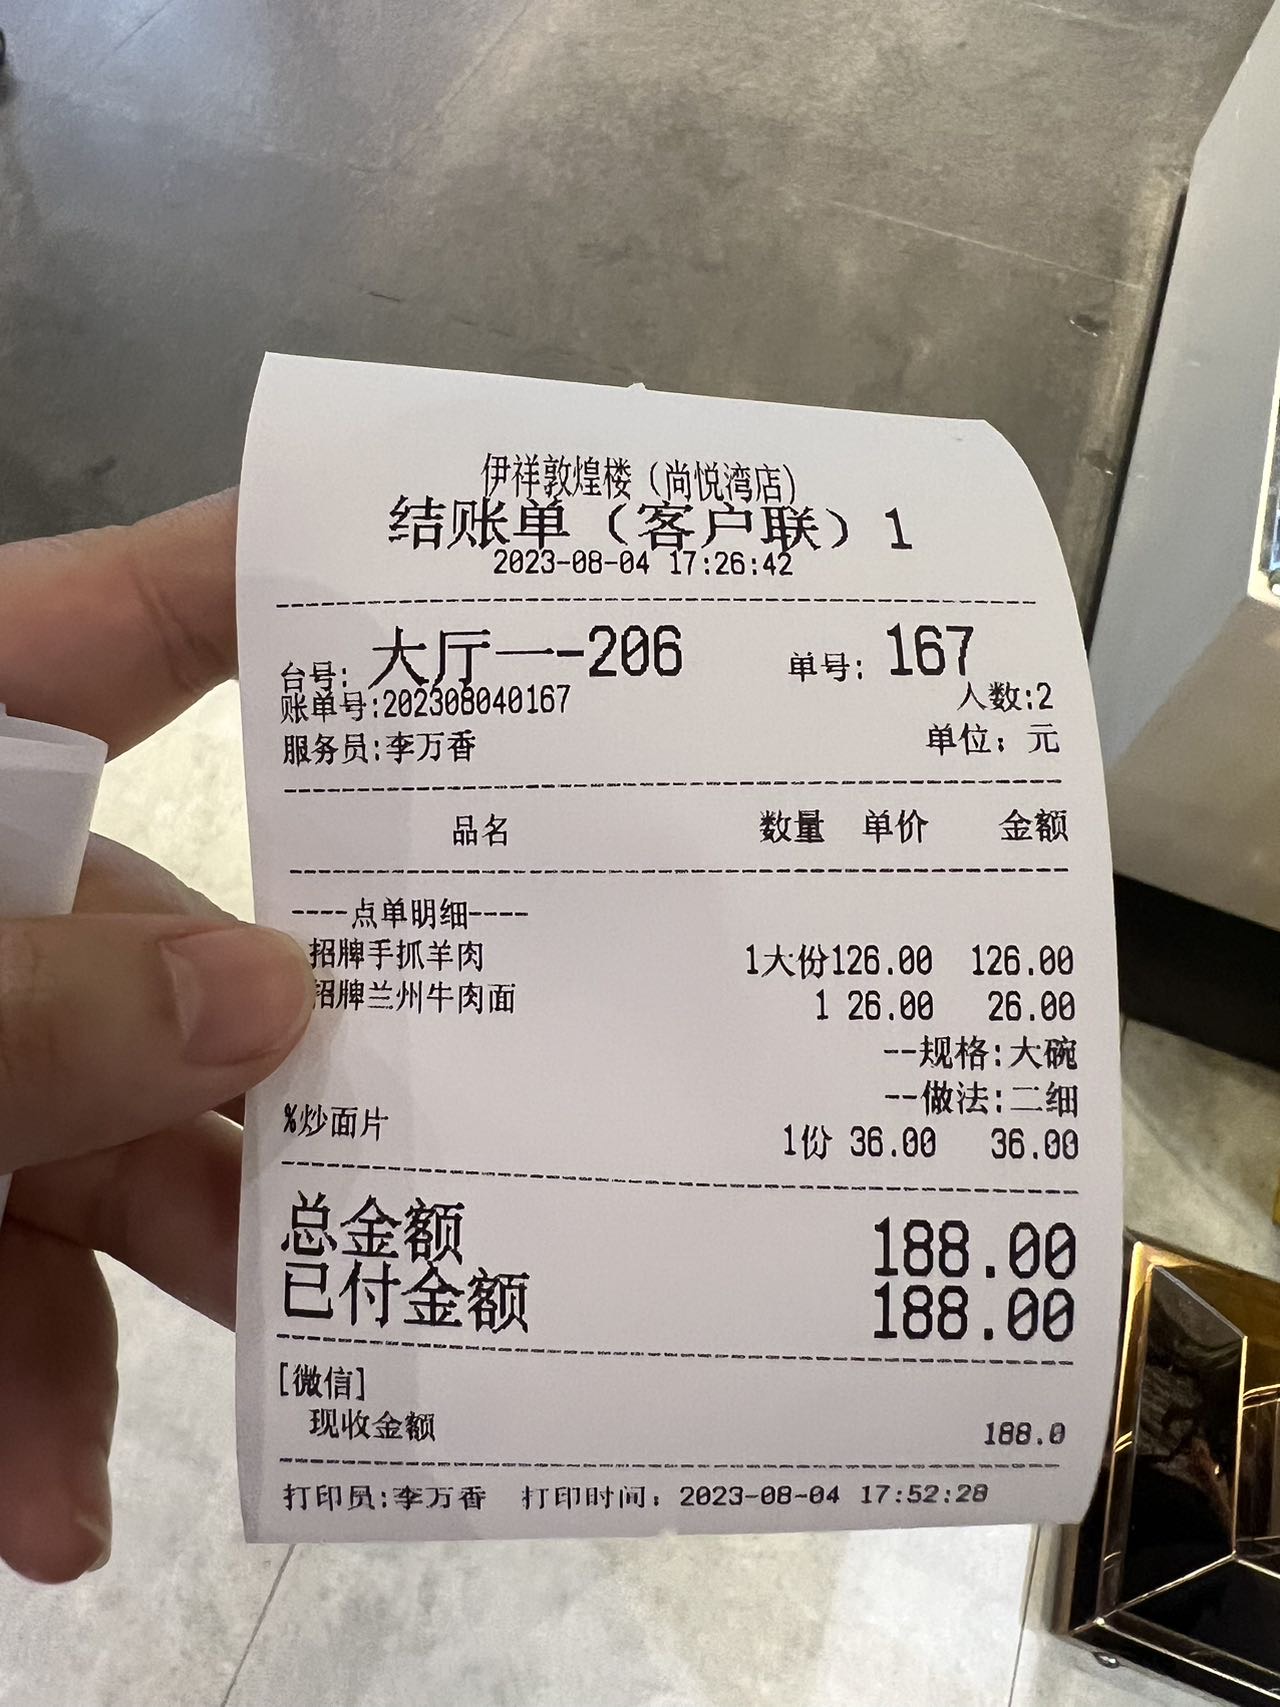 伊祥敦煌楼（尚悦湾店）
结账单（客户联）1
2023-08-04 17:26:42
台号: 大厅一-206 单号: 167
账单号:202308040167 人数:2
服务员:李万香 单位：元
品名 数量 单价 金额
----点单明细----
招牌手抓羊肉 1大份126.00 126.00
招牌兰州牛肉面 1 26.00 26.00
--规格:大碗
--做法:二细
%炒面片 1份 36.00 36.00
总金额 188.00
已付金额 188.00
[微信]
现收金额 188.0
打印员:李万香 打印时间：2023-08-04 17:52:28